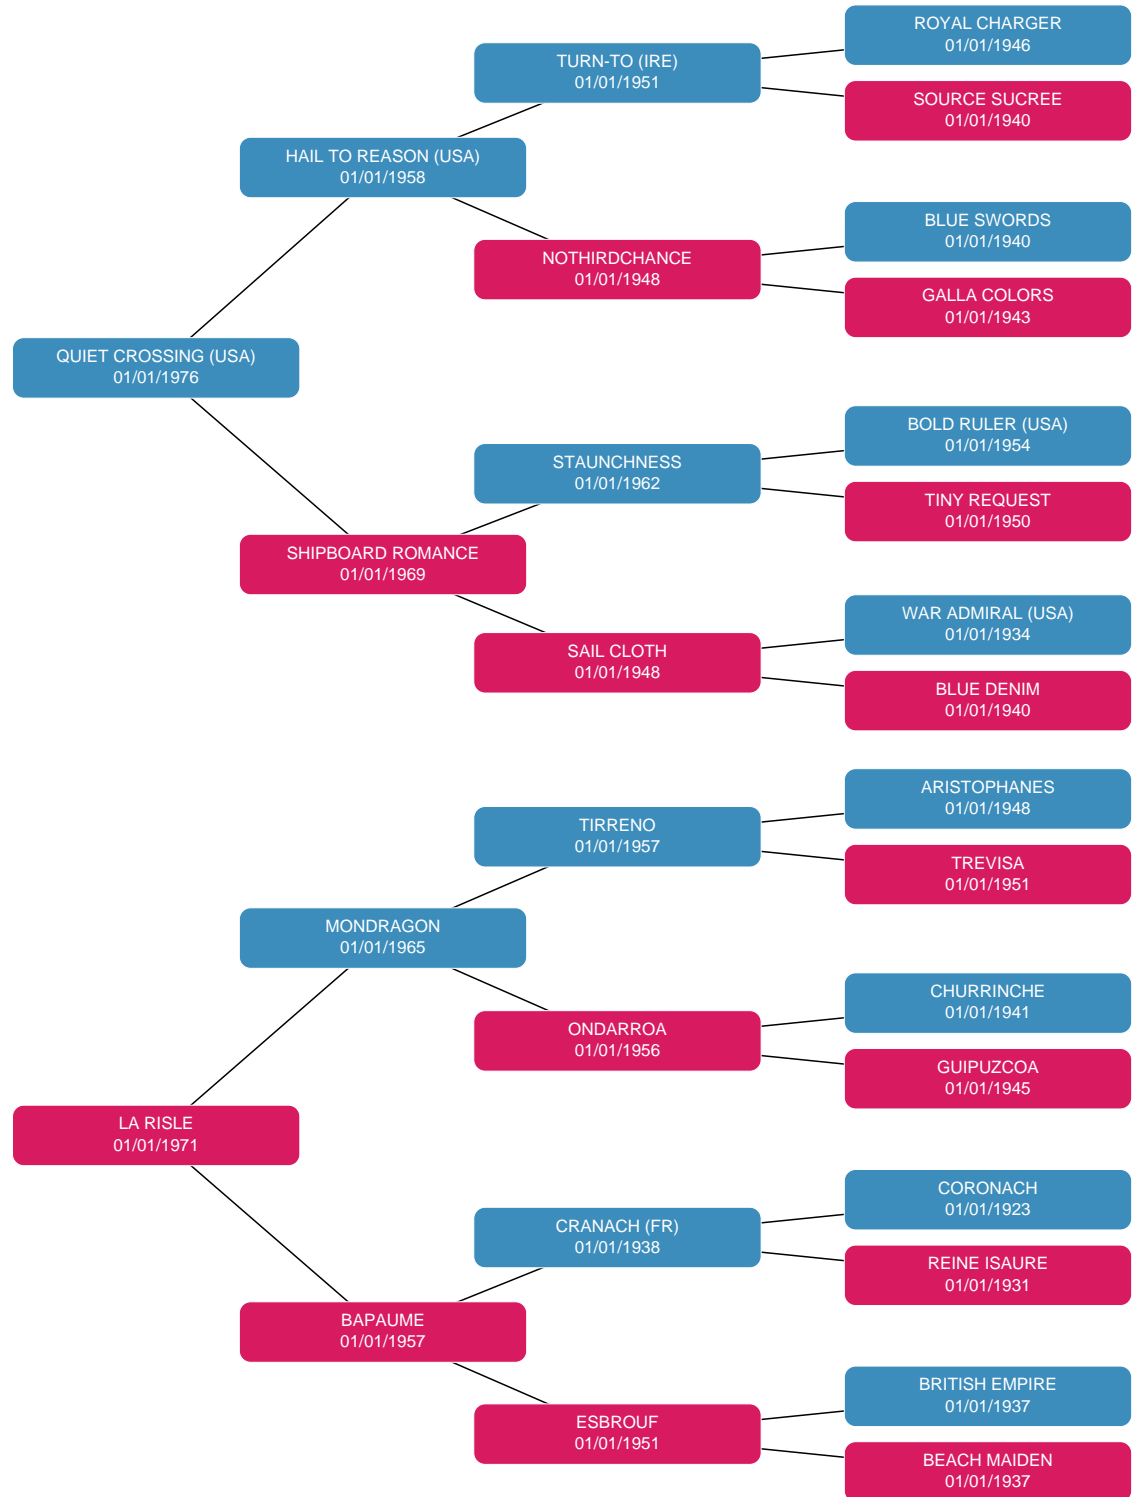 ROYAL CHARGER
01/01/1946
TURN-TO (IRE)
01/01/1951
SOURCE SUCREE
01/01/1940
HAIL TO REASON (USA)
01/01/1958
BLUE SWORDS
01/01/1940
NOTHIRDCHANCE
01/01/1948
GALLA COLORS
01/01/1943
QUIET CROSSING (USA)
01/01/1976
BOLD RULER (USA)
01/01/1954
STAUNCHNESS
01/01/1962
TINY REQUEST
01/01/1950
SHIPBOARD ROMANCE
01/01/1969
WAR ADMIRAL (USA)
01/01/1934
SAIL CLOTH
01/01/1948
BLUE DENIM
01/01/1940
ARISTOPHANES
01/01/1948
TIRRENO
01/01/1957
TREVISA
01/01/1951
MONDRAGON
01/01/1965
CHURRINCHE
01/01/1941
ONDARROA
01/01/1956
GUIPUZCOA
01/01/1945
LA RISLE
01/01/1971
CORONACH
01/01/1923
CRANACH (FR)
01/01/1938
REINE ISAURE
01/01/1931
BAPAUME
01/01/1957
BRITISH EMPIRE
01/01/1937
ESBROUF
01/01/1951
BEACH MAIDEN
01/01/1937